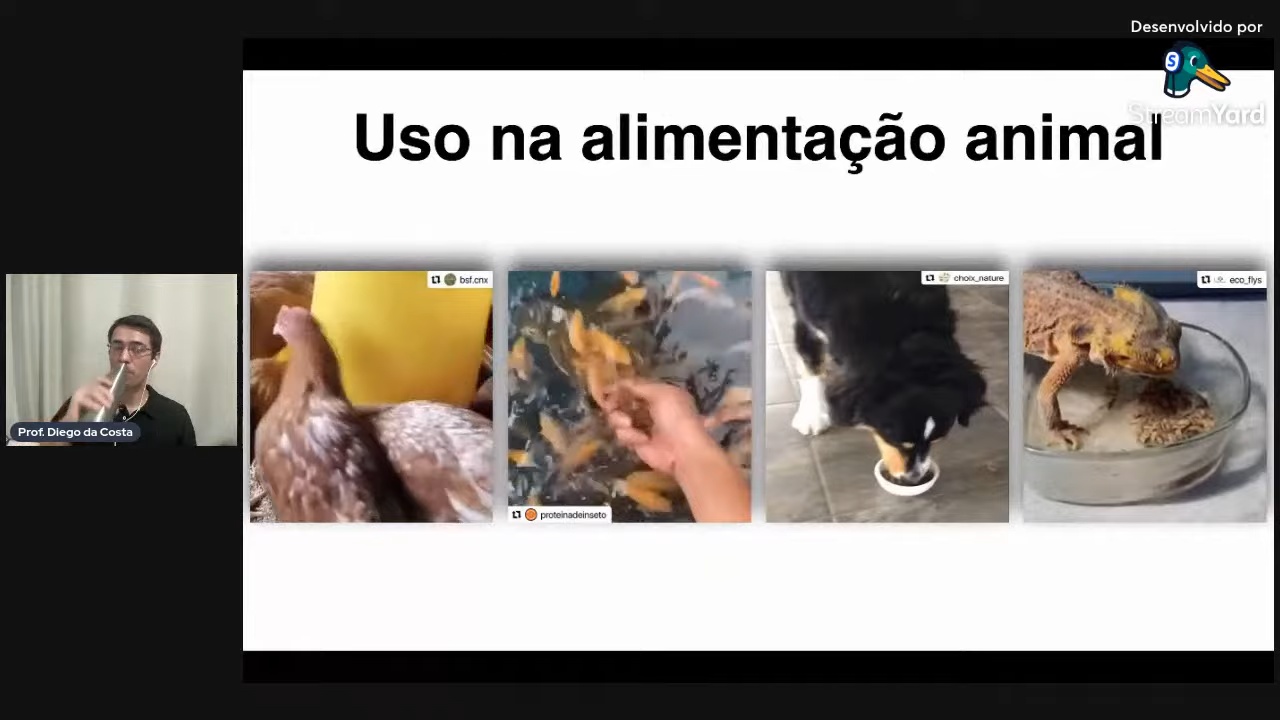 Desenvolvido por
StreamYard
Uso na alimentação animal
bsf.cnx
proteinadeinseto
choix_nature
eco_flys
Prof. Diego da Costa